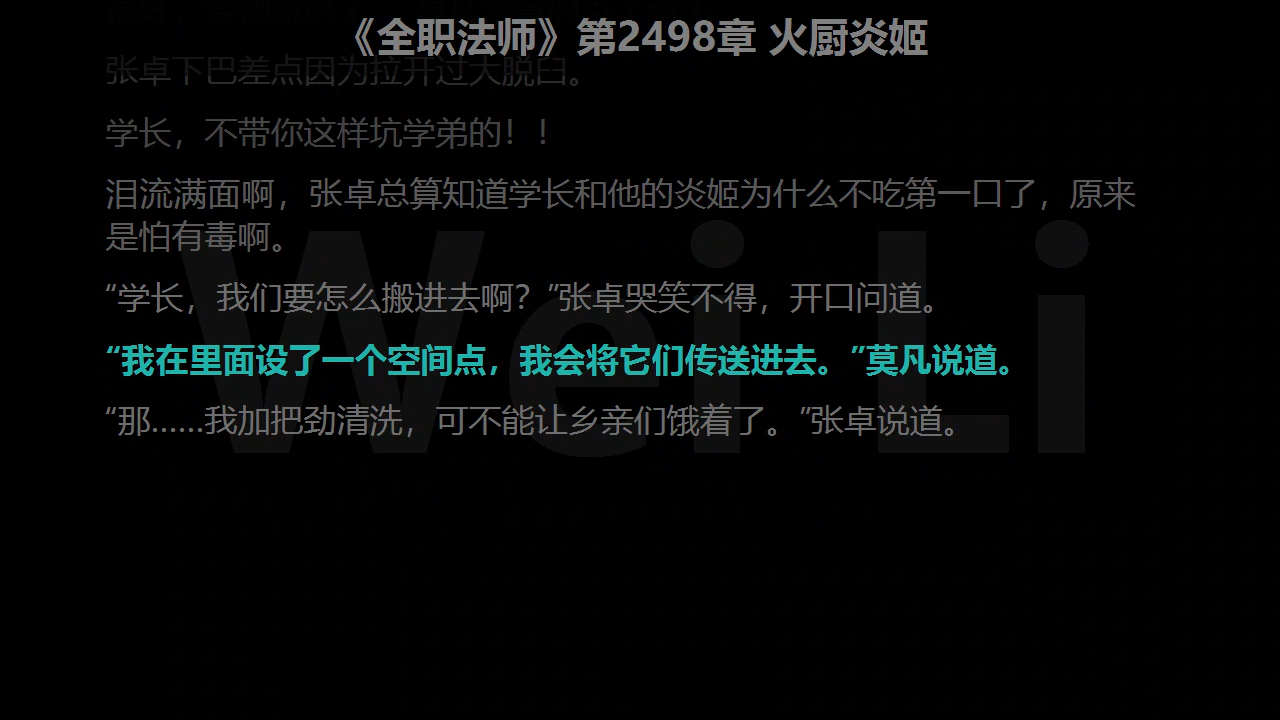 《全职法师》第2498章 火厨炎姬
张卓下巴差点因为拉开过大脱臼。
学长，不带你这样坑学弟的！！
泪流满面啊，张卓总算知道学长和他的炎姬为什么不吃第一口了，原来
是怕有毒啊。
“学长，我们要怎么搬进去啊？”张卓哭笑不得，开口问道。
“我在里面设了一个空间点，我会将它们传送进去。”莫凡说道。
“那……我加把劲清洗，可不能让乡亲们饿着了。”张卓说道。
Wei Li